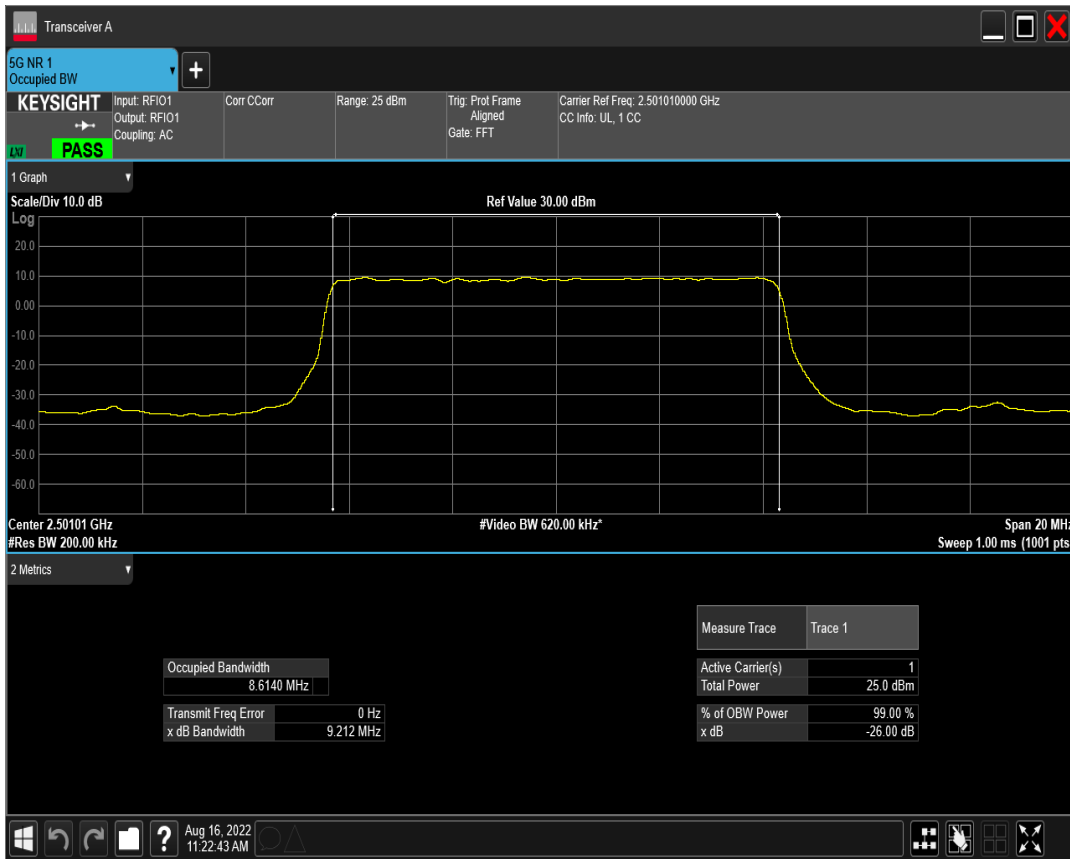 Transceiver A
5G NR 1
Occupied BW
+
KEYSIGHT
LXI
PASS
Input: RFIO1
Output: RFIO1
Coupling: AC
Corr CCorr
Range: 25 dBm
Trig: Prot Frame
Aligned
Gate: FFT
Carrier Ref Freq: 2.501010000 GHz
CC Info: UL, 1 CC
1 Graph
Scale/Div 10.0 dB
Ref Value 30.00 dBm
Log
20.0
10.0
0.00
-10.0
-20.0
-30.0
-40.0
-50.0
-60.0
Center 2.50101 GHz
#Video BW 620.00 kHz*
Span 20 MHz
#Res BW 200.00 kHz
Sweep 1.00 ms (1001 pts
2 Metrics
Measure Trace Trace 1
Occupied Bandwidth
8.6140 MHz
Active Carrier(s) 1
Total Power 25.0 dBm
Transmit Freq Error 0 Hz
x dB Bandwidth 9.212 MHz
% of OBW Power 99.00 %
x dB -26.00 dB
?
Aug 16, 2022
11:22:43 AM